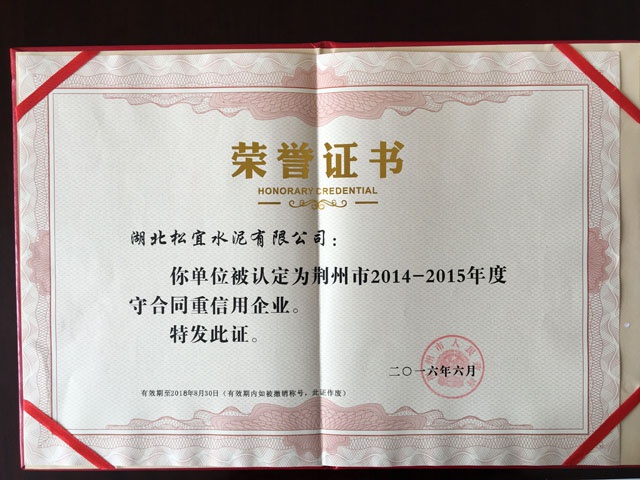 荣誉证书
HONORARY CREDENTIAL
湖北松宜水泥有限公司：
你单位被认定为荆州市2014-2015年度
守合同重信用企业。
特发此证。
二〇一六年六月
有效期至2018年8月30日（有效期内如被撤销称号，此证作废）